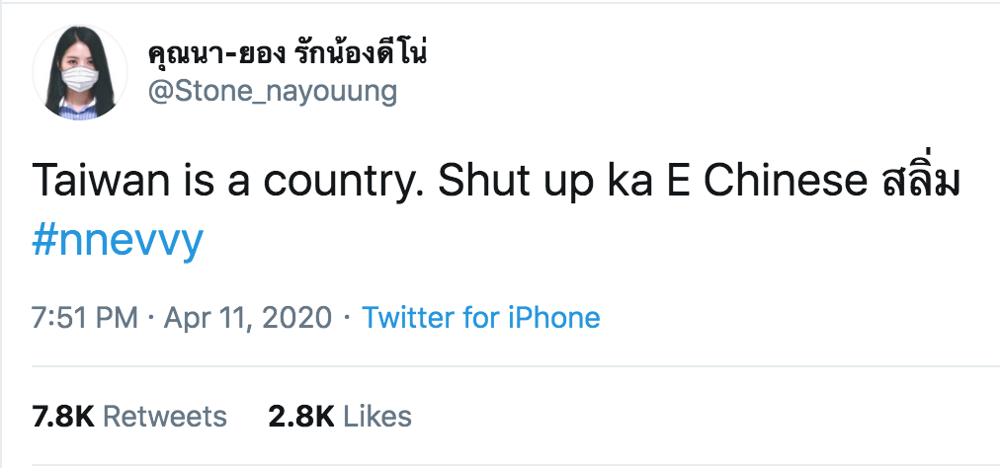 คุณนา-ยอง รักน้องดีโน่
@Stone_nayouung
Taiwan is a country. Shut up ka E Chinese สลิ่ม
#nnevvy
7:51 PM · Apr 11, 2020 · Twitter for iPhone
7.8K Retweets 2.8K Likes